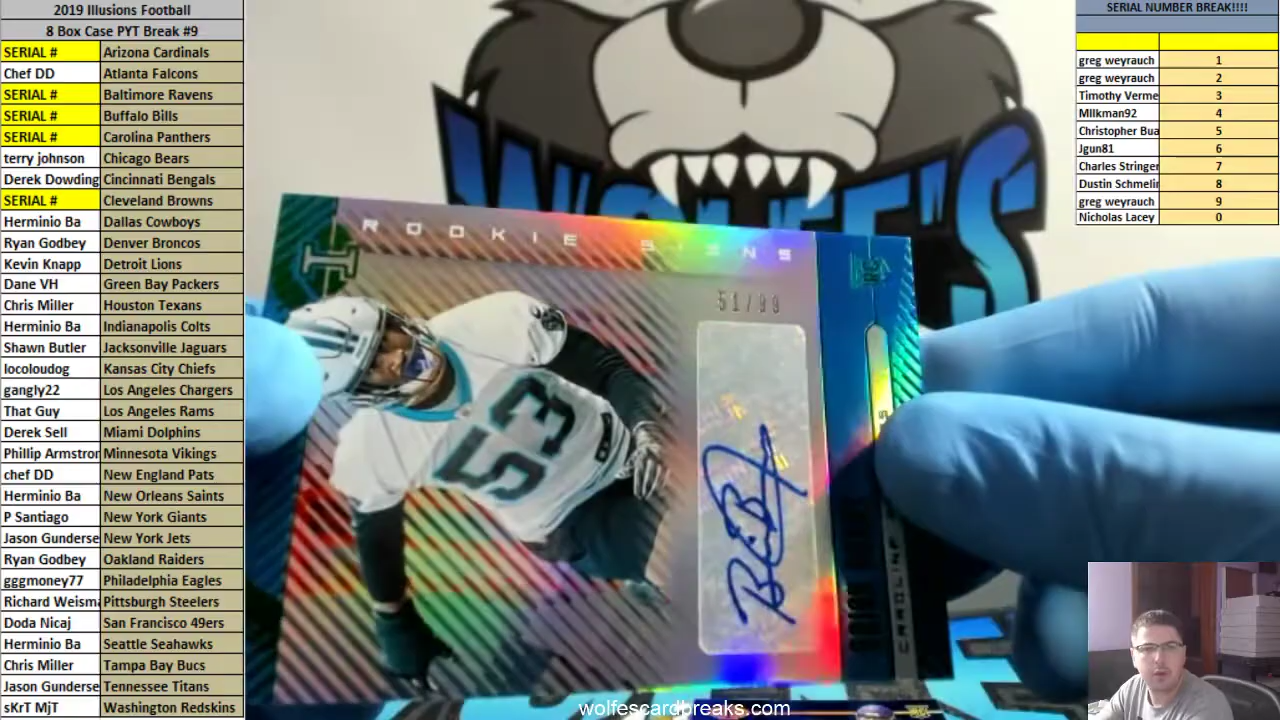 2019 Illusions Football
8 Box Case PYT Break #9
SERIAL # Arizona Cardinals
Chef DD Atlanta Falcons
SERIAL # Baltimore Ravens
SERIAL # Buffalo Bills
SERIAL # Carolina Panthers
terry johnson Chicago Bears
Derek Dowding Cincinnati Bengals
SERIAL # Cleveland Browns
Herminio Ba Dallas Cowboys
Ryan Godbey Denver Broncos
Kevin Knapp Detroit Lions
Dane VH Green Bay Packers
Chris Miller Houston Texans
Herminio Ba Indianapolis Colts
Shawn Butler Jacksonville Jaguars
locoloudog Kansas City Chiefs
gangly22 Los Angeles Chargers
That Guy Los Angeles Rams
Derek Sell Miami Dolphins
Phillip Armstror Minnesota Vikings
chef DD New England Pats
Herminio Ba New Orleans Saints
P Santiago New York Giants
Jason Gunderse New York Jets
Ryan Godbey Oakland Raiders
gggmoney77 Philadelphia Eagles
Richard Weisma Pittsburgh Steelers
Doda Nicaj San Francisco 49ers
Herminio Ba Seattle Seahawks
Chris Miller Tampa Bay Bucs
Jason Gunderse Tennessee Titans
sKrT MjT Washington Redskins
WOLFE'S
ROOKIE SIGNS
51/99
53
SERIAL NUMBER BREAK!!!!
greg weyrauch 1
greg weyrauch 2
Timothy Verme 3
MIlkman92 4
Christopher Bua 5
Jgun81 6
Charles Stringer 7
Dustin Schmelin 8
greg weyrauch 9
Nicholas Lacey 0
wolfescardbreaks.com